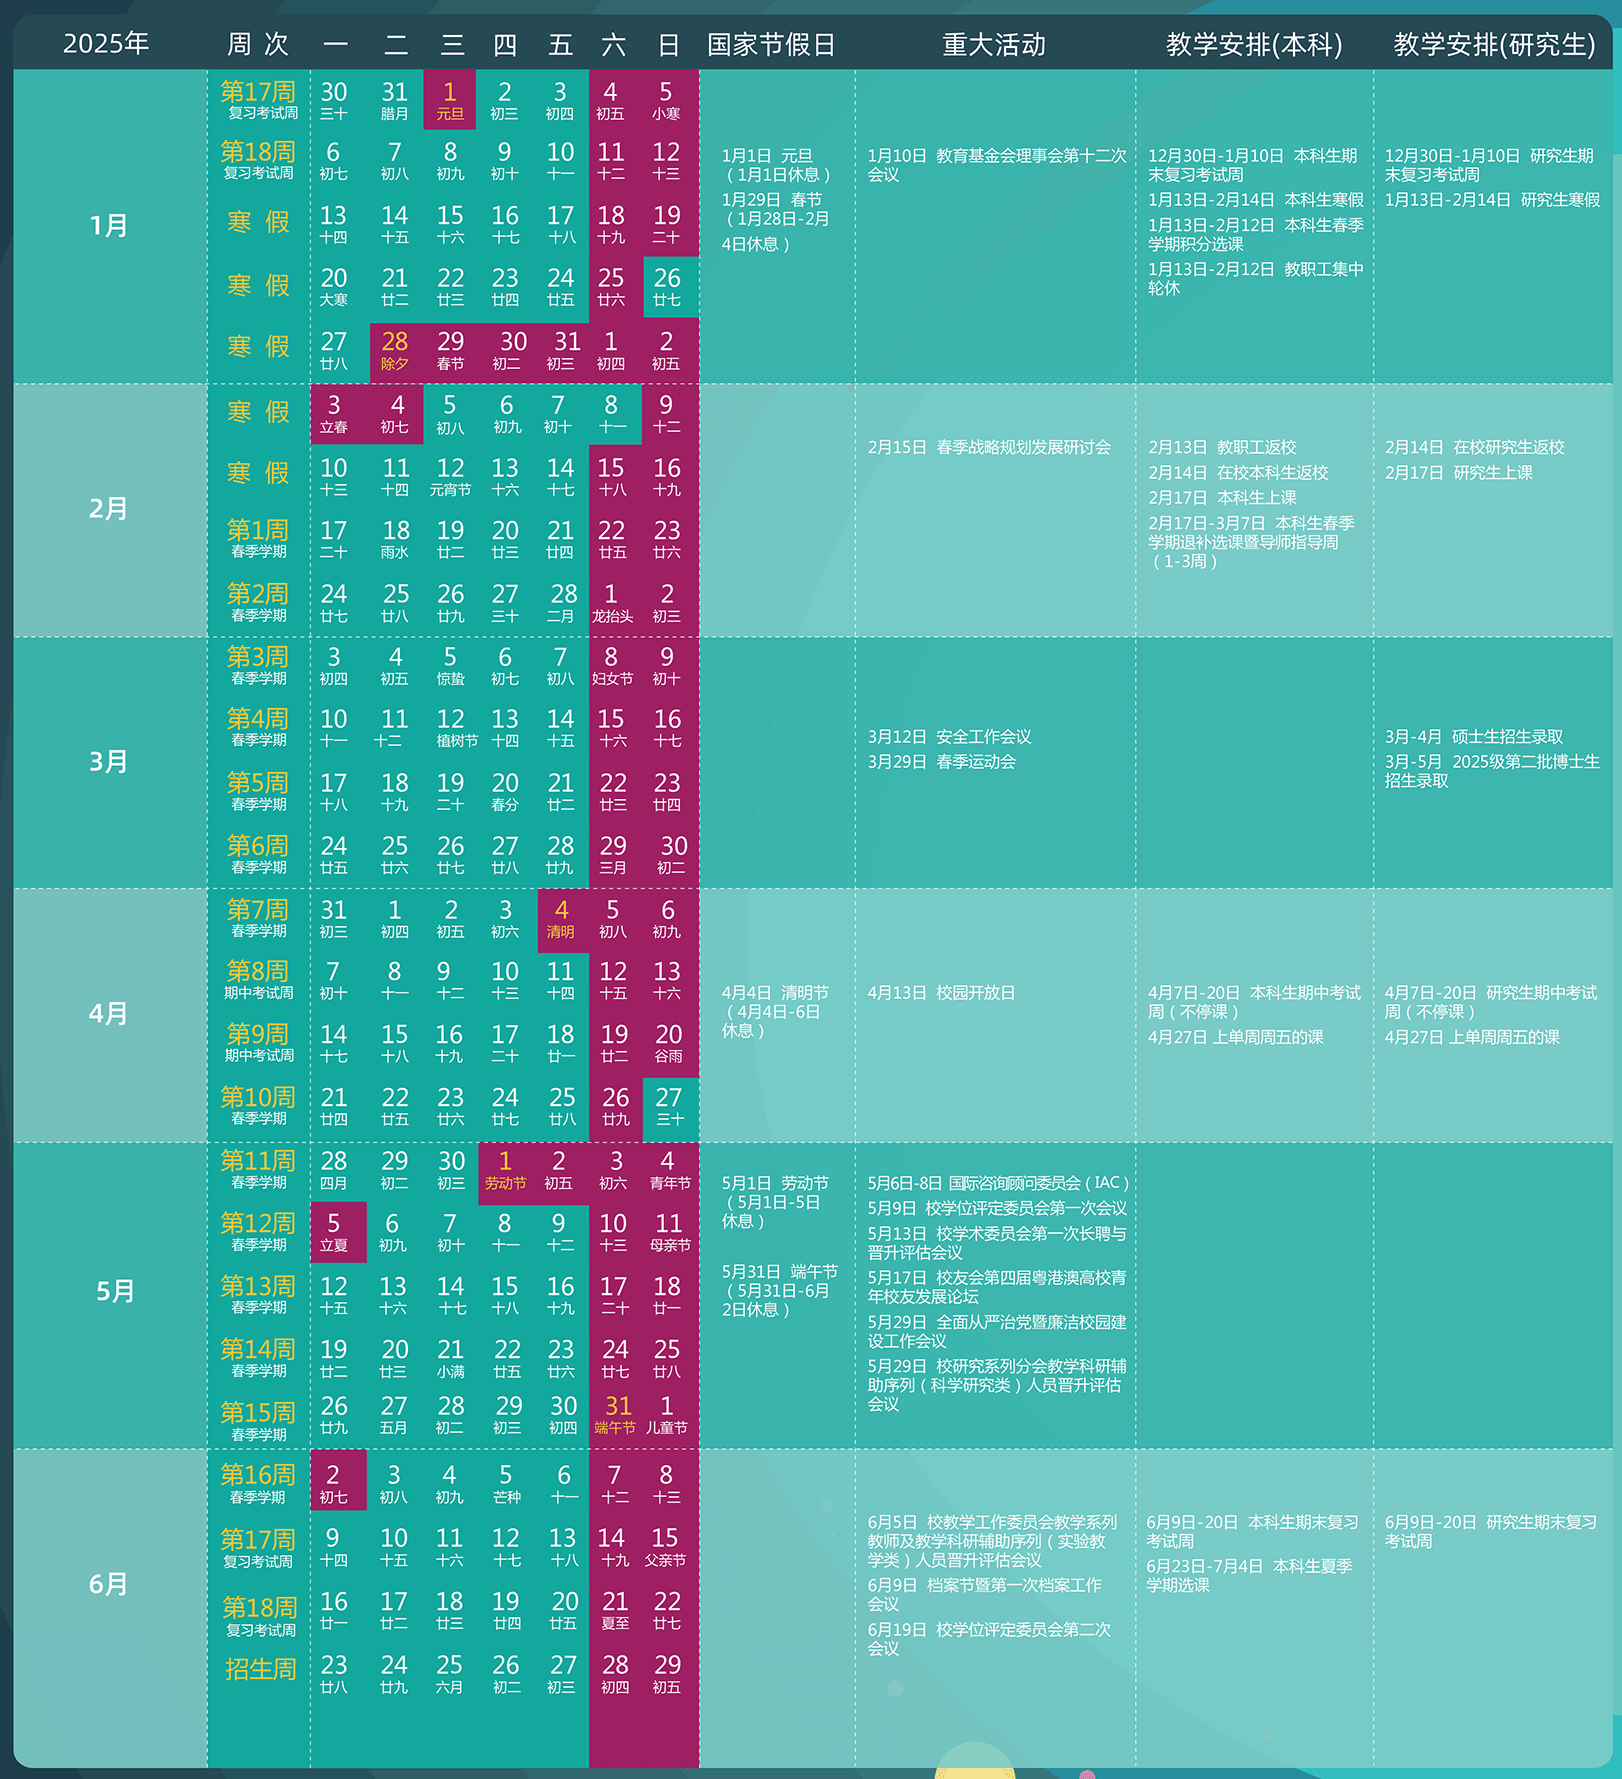 2025年 周 次 一 二 三 四 五 六 日 国家节假日 重大活动 教学安排(本科) 教学安排(研究生)
1月
第17周 30 31 1 2 3 4 5
复习考试周 三十 腊月 元旦 初三 初四 初五 小寒
第18周 6 7 8 9 10 11 12
复习考试周 初七 初八 初九 初十 十一 十二 十三
寒 假 13 14 15 16 17 18 19
十四 十五 十六 十七 十八 十九 二十
寒 假 20 21 22 23 24 25 26
大寒 廿二 廿三 廿四 廿五 廿六 廿七
寒 假 27 28 29 30 31 1 2
廿八 除夕 春节 初二 初三 初四 初五
1月1日 元旦
（1月1日休息）
1月29日 春节
（1月28日-2月
4日休息）
1月10日 教育基金会理事会第十二次
会议
12月30日-1月10日 本科生期
末复习考试周
1月13日-2月14日 本科生寒假
1月13日-2月12日 本科生春季
学期积分选课
1月13日-2月12日 教职工集中
轮休
12月30日-1月10日 研究生期
末复习考试周
1月13日-2月14日 研究生寒假
2月
寒 假 3 4 5 6 7 8 9
立春 初七 初八 初九 初十 十一 十二
寒 假 10 11 12 13 14 15 16
十三 十四 元宵节 十六 十七 十八 十九
第1周 17 18 19 20 21 22 23
春季学期 二十 雨水 廿二 廿三 廿四 廿五 廿六
第2周 24 25 26 27 28 1 2
春季学期 廿七 廿八 廿九 三十 二月 龙抬头 初三
2月15日 春季战略规划发展研讨会
2月13日 教职工返校
2月14日 在校本科生返校
2月17日 本科生上课
2月17日-3月7日 本科生春季
学期退补选课暨导师指导周
（1-3周）
2月14日 在校研究生返校
2月17日 研究生上课
3月
第3周 3 4 5 6 7 8 9
春季学期 初四 初五 惊蛰 初七 初八 妇女节 初十
第4周 10 11 12 13 14 15 16
春季学期 十一 十二 植树节 十四 十五 十六 十七
第5周 17 18 19 20 21 22 23
春季学期 十八 十九 二十 春分 廿二 廿三 廿四
第6周 24 25 26 27 28 29 30
春季学期 廿五 廿六 廿七 廿八 廿九 三月 初二
3月12日 安全工作会议
3月29日 春季运动会
3月-4月 硕士生招生录取
3月-5月 2025级第二批博士生
招生录取
4月
第7周 31 1 2 3 4 5 6
春季学期 初三 初四 初五 初六 清明 初八 初九
第8周 7 8 9 10 11 12 13
期中考试周 初十 十一 十二 十三 十四 十五 十六
第9周 14 15 16 17 18 19 20
期中考试周 十七 十八 十九 二十 廿一 廿二 谷雨
第10周 21 22 23 24 25 26 27
春季学期 廿四 廿五 廿六 廿七 廿八 廿九 三十
4月4日 清明节
（4月4日-6日
休息）
4月13日 校园开放日
4月7日-20日 本科生期中考试
周（不停课）
4月27日 上单周周五的课
4月7日-20日 研究生期中考试
周（不停课）
4月27日 上单周周五的课
5月
第11周 28 29 30 1 2 3 4
春季学期 四月 初二 初三 劳动节 初五 初六 青年节
第12周 5 6 7 8 9 10 11
春季学期 立夏 初九 初十 十一 十二 十三 母亲节
第13周 12 13 14 15 16 17 18
春季学期 十五 十六 十七 十八 十九 二十 廿一
第14周 19 20 21 22 23 24 25
春季学期 廿二 廿三 小满 廿五 廿六 廿七 廿八
第15周 26 27 28 29 30 31 1
春季学期 廿九 五月 初二 初三 初四 端午节 儿童节
5月1日 劳动节
（5月1日-5日
休息）
5月31日 端午节
（5月31日-6月
2日休息）
5月6日-8日 国际咨询顾问委员会（IAC）
5月9日 校学位评定委员会第一次会议
5月13日 校学术委员会第一次长聘与
晋升评估会议
5月17日 校友会第四届粤港澳高校青
年校友发展论坛
5月29日 全面从严治党暨廉洁校园建
设工作会议
5月29日 校研究系列分会教学科研辅
助序列（科学研究类）人员晋升评估
会议
6月
第16周 2 3 4 5 6 7 8
春季学期 初七 初八 初九 芒种 十一 十二 十三
第17周 9 10 11 12 13 14 15
复习考试周 十四 十五 十六 十七 十八 十九 父亲节
第18周 16 17 18 19 20 21 22
复习考试周 廿一 廿二 廿三 廿四 廿五 夏至 廿七
招生周 23 24 25 26 27 28 29
廿八 廿九 六月 初二 初三 初四 初五
6月5日 校教学工作委员会教学系列
教师及教学科研辅助序列（实验教
学类）人员晋升评估会议
6月9日 档案节暨第一次档案工作
会议
6月19日 校学位评定委员会第二次
会议
6月9日-20日 本科生期末复习
考试周
6月23日-7月4日 本科生夏季
学期选课
6月9日-20日 研究生期末复习
考试周